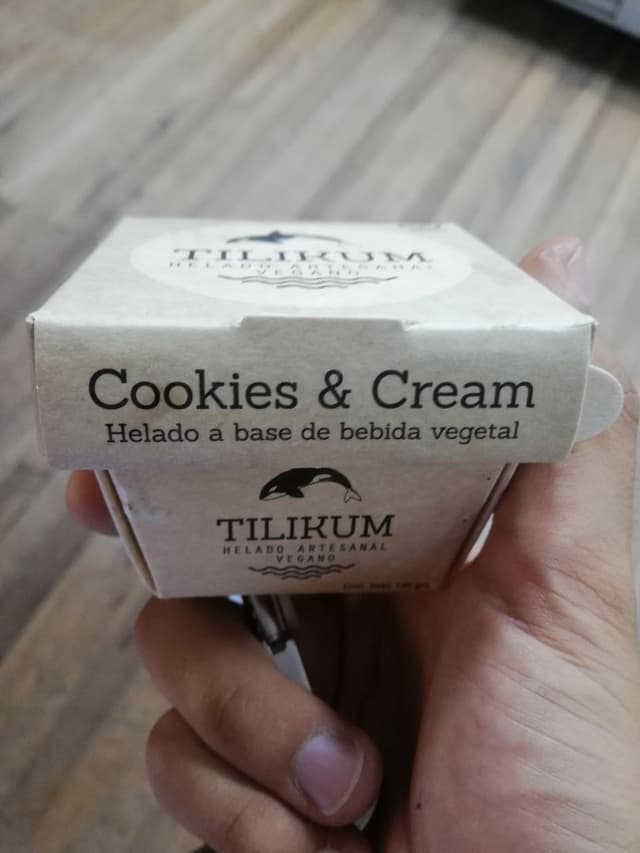 TILIKUM
HELADO ARTESANAL
VEGANO
Cookies & Cream
Helado a base de bebida vegetal
TILIKUM
HELADO ARTESANAL
VEGANO